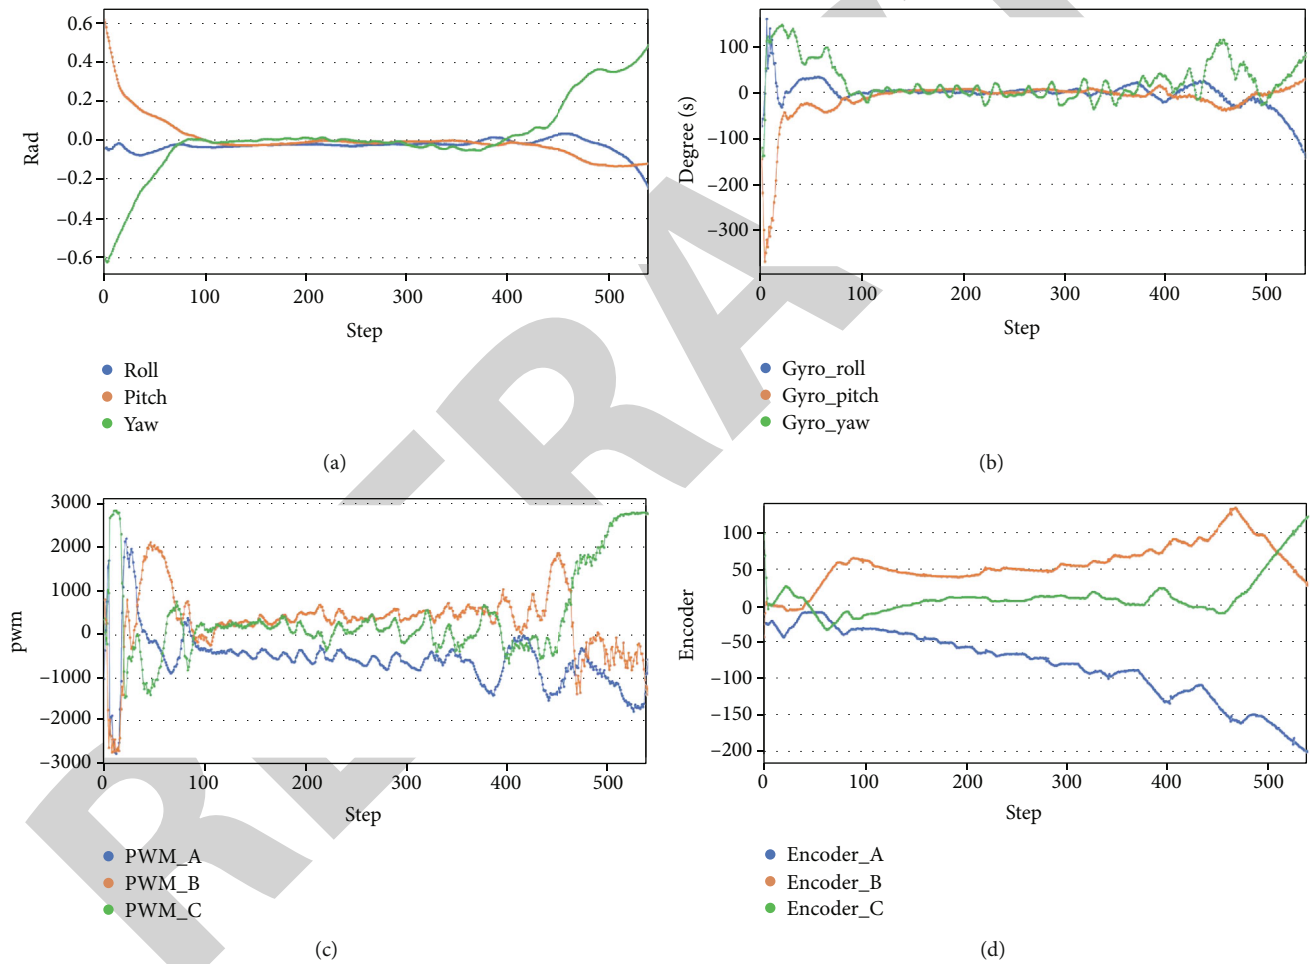 0.6
0.4
0.2
0.0
−0.2
−0.4
−0.6
Rad
0 100 200 300 400 500
Step
Roll
Pitch
Yaw
(a)
100
0
−100
−200
−300
Degree (s)
0 100 200 300 400 500
Step
Gyro_roll
Gyro_pitch
Gyro_yaw
(b)
3000
2000
1000
0
−1000
−2000
−3000
pwm
0 100 200 300 400 500
Step
PWM_A
PWM_B
PWM_C
(c)
100
50
0
−50
−100
−150
−200
Encoder
0 100 200 300 400 500
Step
Encoder_A
Encoder_B
Encoder_C
(d)